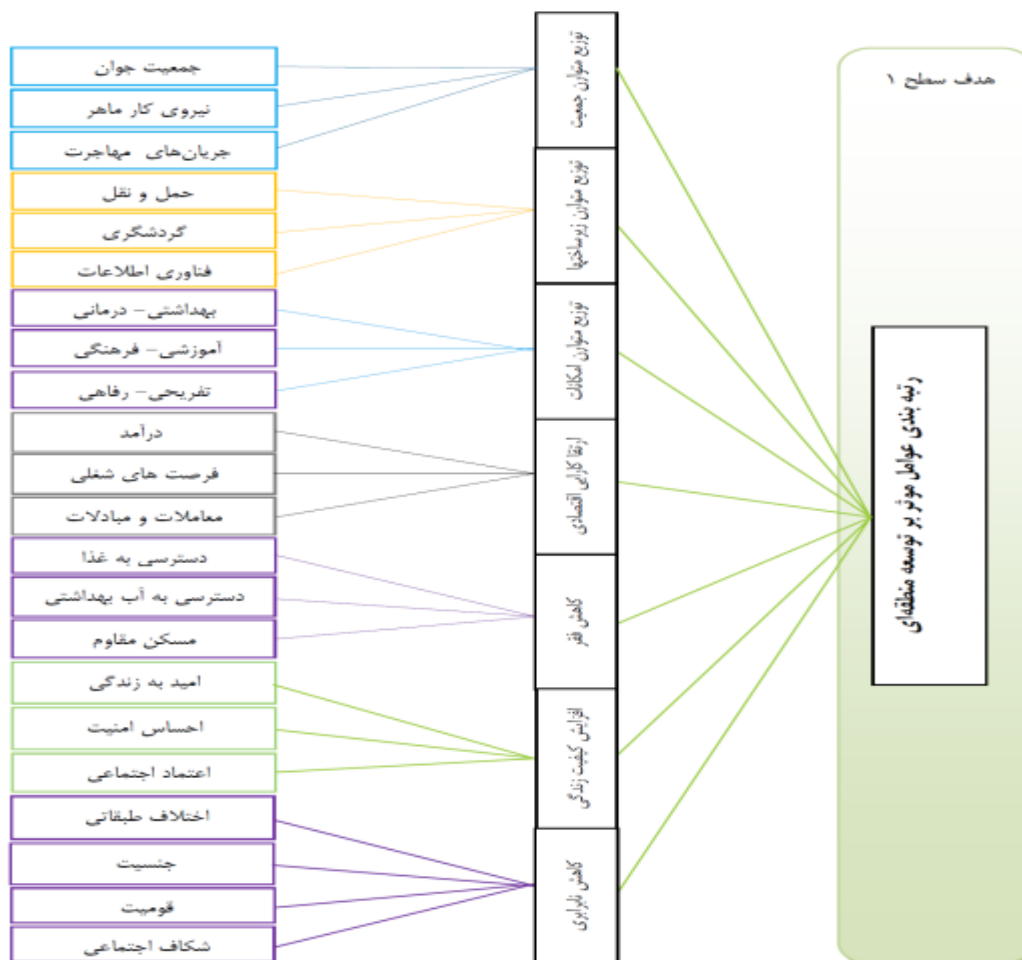 هدف سطح ۱
رتبه بندی عوامل موثر بر توسعه منطقه‌ای
توزیع متوازن جمعیت
توزیع متوازن زیرساختها
توزیع متوازن امکانات
ارتقا کارایی اقتصادی
کاهش فقر
افزایش کیفیت زندگی
کاهش نابرابری
جمعیت جوان
نیروی کار ماهر
جریان‌های مهاجرت
حمل و نقل
گردشگری
فناوری اطلاعات
بهداشتی- درمانی
آموزشی- فرهنگی
تفریحی- رفاهی
درآمد
فرصت های شغلی
معاملات و مبادلات
دسترسی به غذا
دسترسی به آب بهداشتی
مسکن مقاوم
امید به زندگی
احساس امنیت
اعتماد اجتماعی
اختلاف طبقاتی
جنسیت
قومیت
شکاف اجتماعی